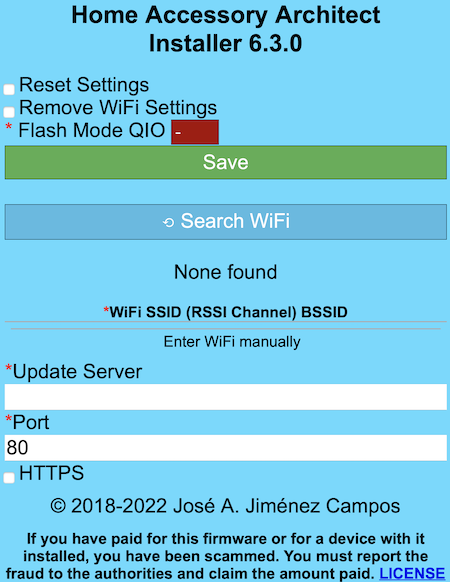 Home Accessory Architect
Installer 6.3.0
Reset Settings
Remove WiFi Settings
* Flash Mode QIO -
Save
⟲ Search WiFi
None found
*WiFi SSID (RSSI Channel) BSSID
Enter WiFi manually
*Update Server
*Port
80
HTTPS
© 2018-2022 José A. Jiménez Campos
If you have paid for this firmware or for a device with it
installed, you have been scammed. You must report the
fraud to the authorities and claim the amount paid. LICENSE